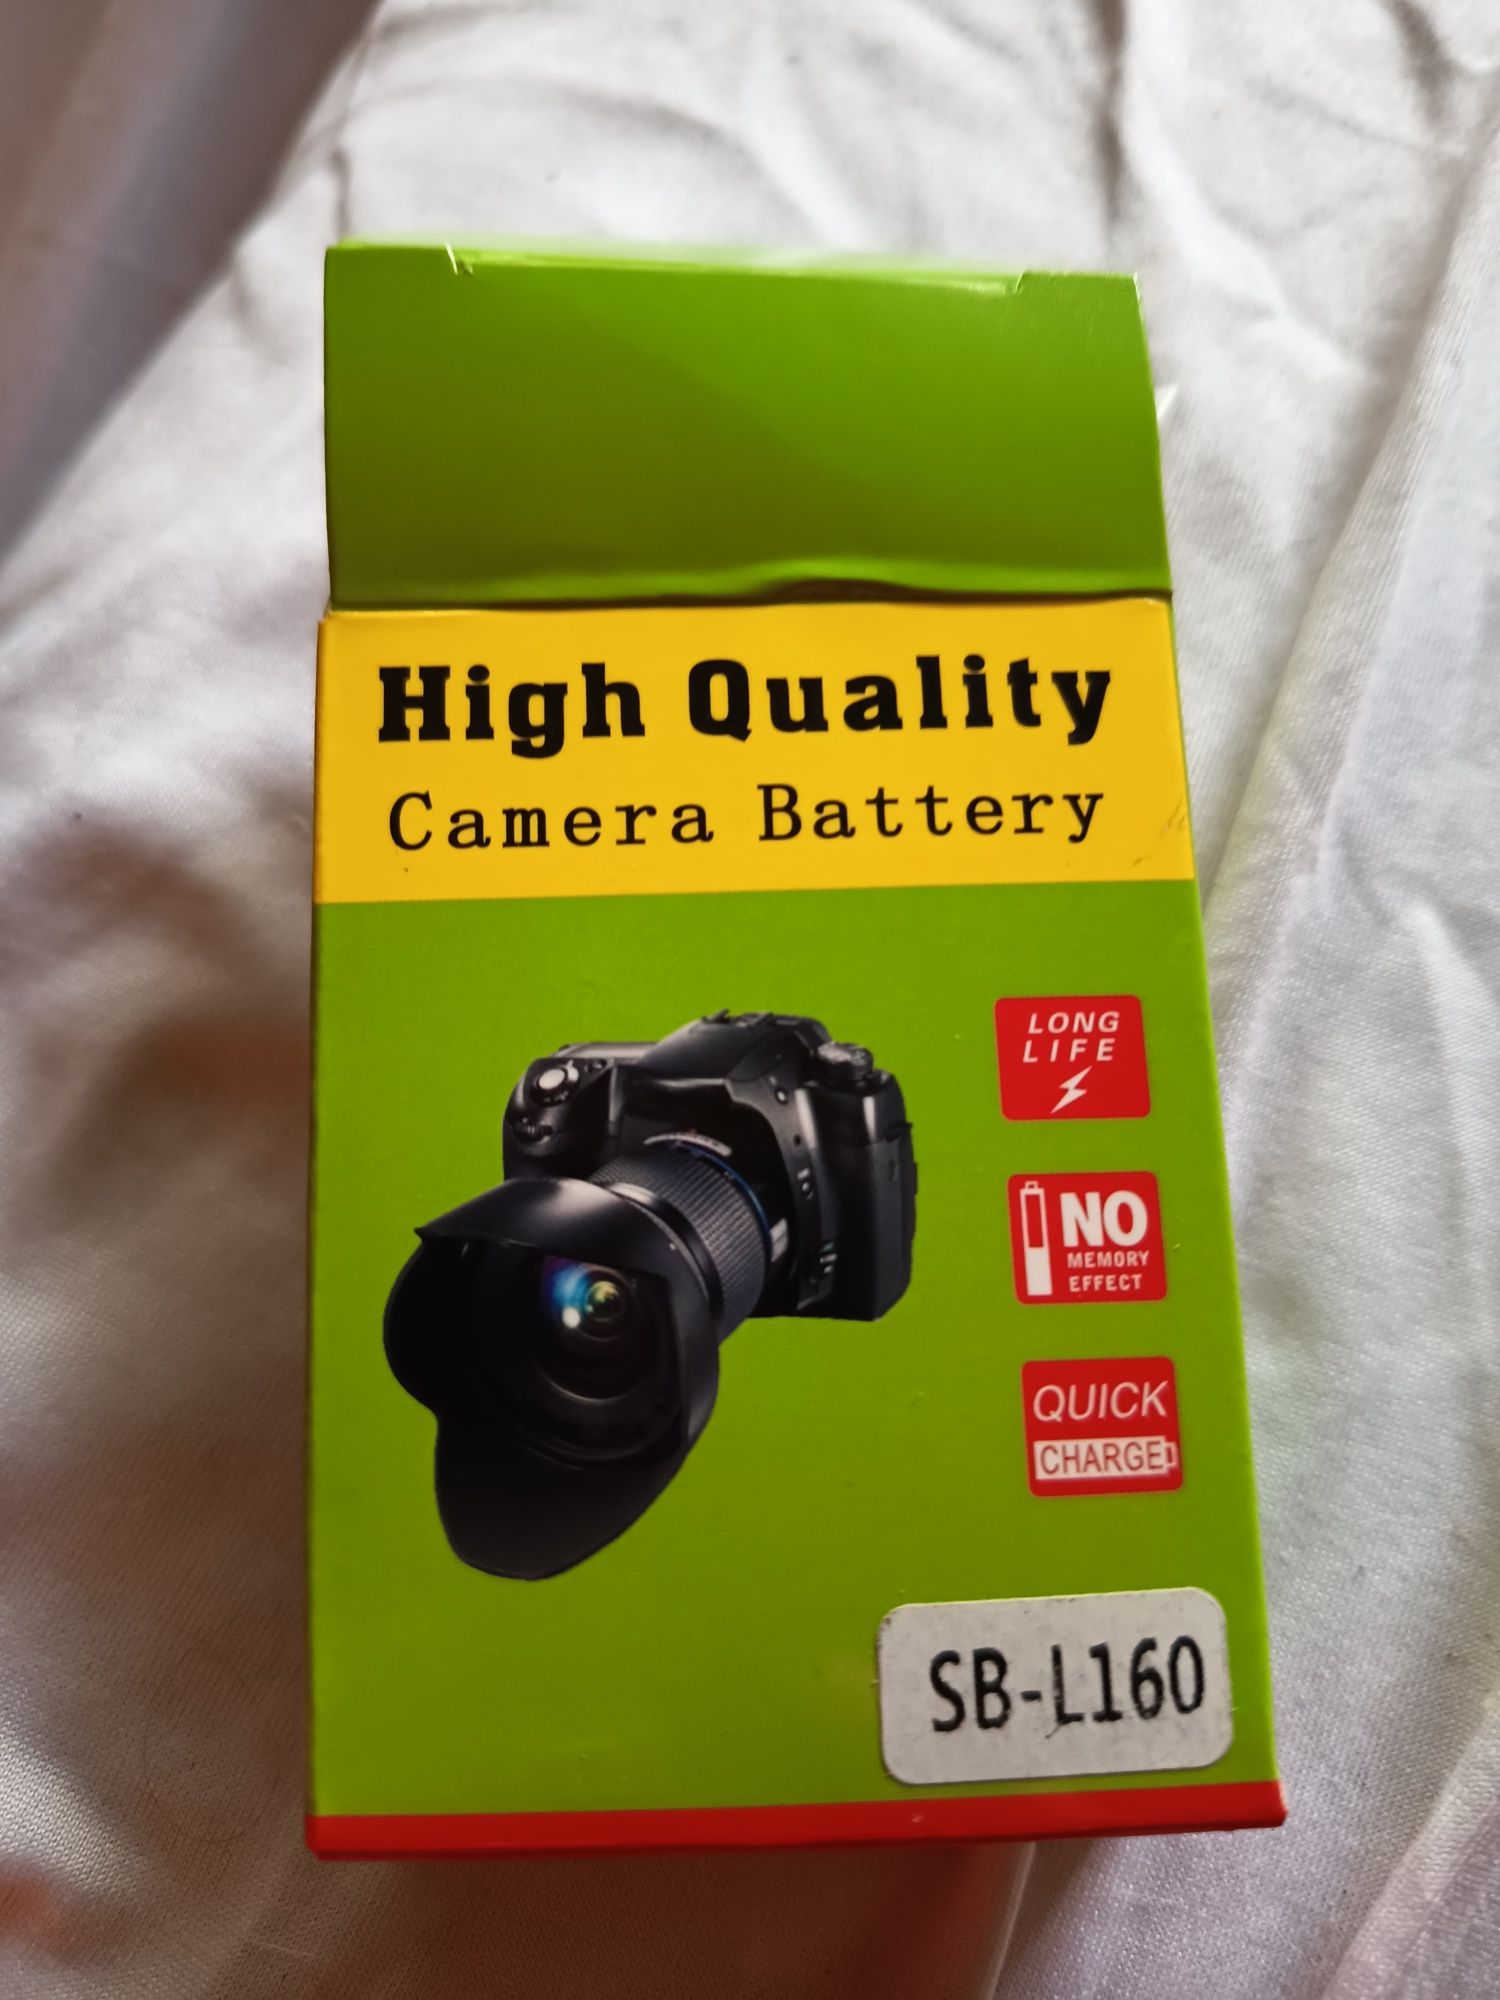 High Quality
Camera Battery
LONG
LIFE
NO
MEMORY
EFFECT
QUICK
CHARGE
SB-L160